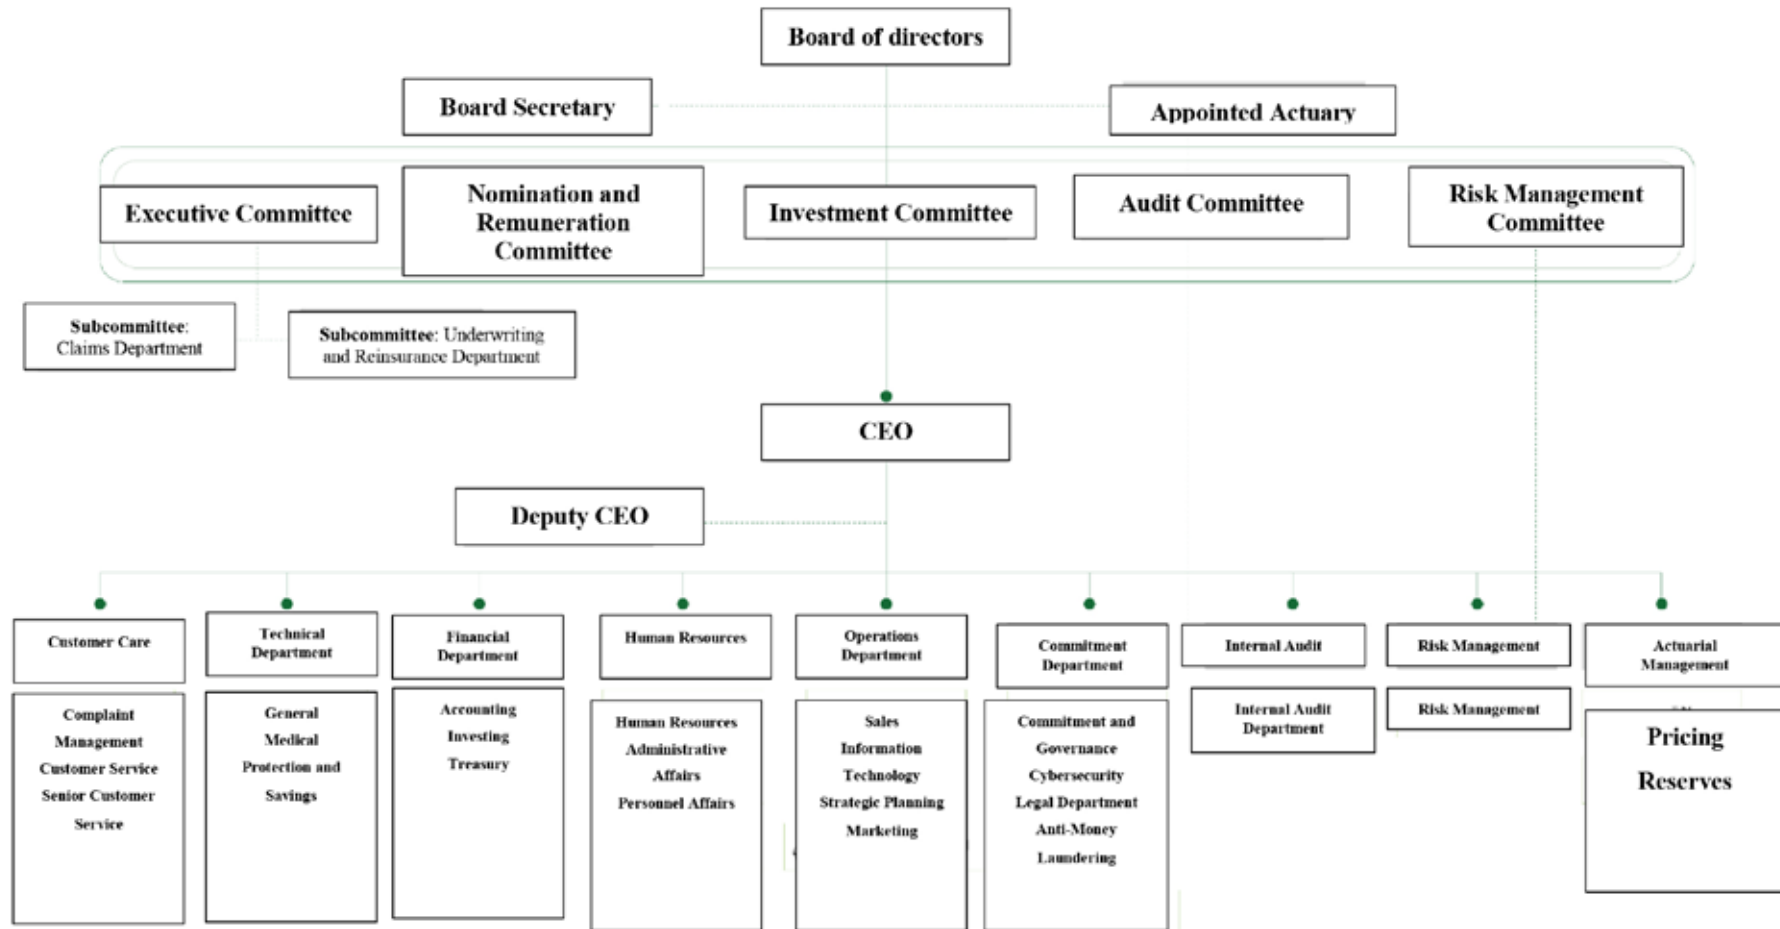 Board of directors
Board Secretary
Appointed Actuary
Executive Committee
Nomination and
Remuneration
Committee
Investment Committee
Audit Committee
Risk Management
Committee
Subcommittee:
Claims Department
Subcommittee: Underwriting
and Reinsurance Department
CEO
Deputy CEO
Customer Care
Technical
Department
Financial
Department
Human Resources
Operations
Department
Commitment
Department
Internal Audit
Risk Management
Actuarial
Management
Complaint
Management
Customer Service
Senior Customer
Service
General
Medical
Protection and
Savings
Accounting
Investing
Treasury
Human Resources
Administrative
Affairs
Personnel Affairs
Sales
Information
Technology
Strategic Planning
Marketing
Commitment and
Governance
Cybersecurity
Legal Department
Anti-Money
Laundering
Internal Audit
Department
Risk Management
Pricing
Reserves